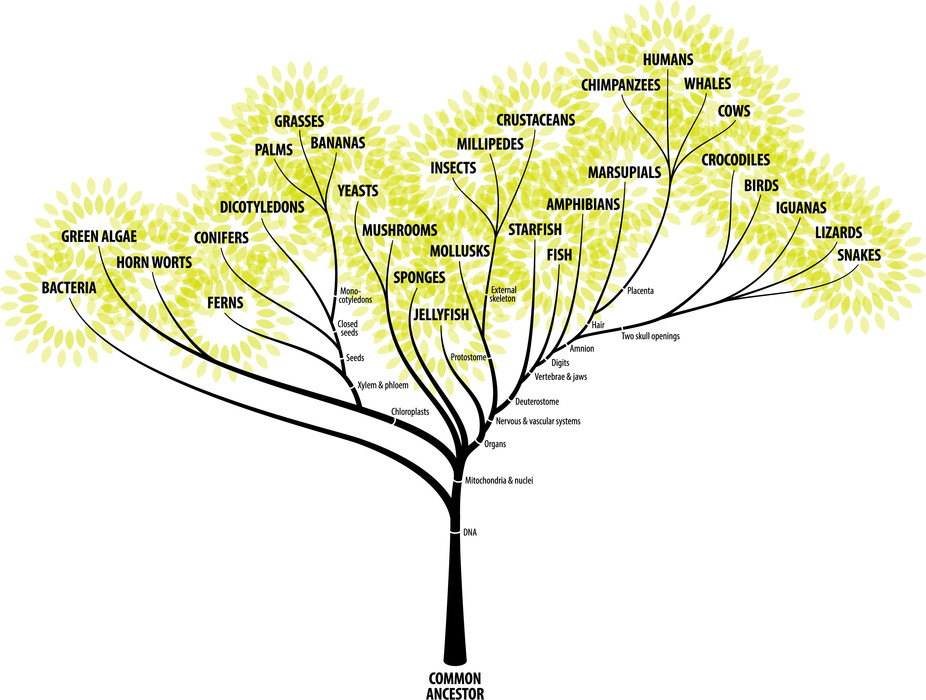 HUMANS
CHIMPANZEES
WHALES
COWS
GRASSES
CRUSTACEANS
BANANAS
PALMS
MILLIPEDES
INSECTS
MARSUPIALS
CROCODILES
YEASTS
BIRDS
DICOTYLEDONS
AMPHIBIANS
IGUANAS
MUSHROOMS
STARFISH
LIZARDS
GREEN ALGAE
CONIFERS
MOLLUSKS
FISH
SNAKES
HORN WORTS
SPONGES
BACTERIA
FERNS
JELLYFISH
Mono-
cotyledons
External
skeleton
Placenta
Closed
seeds
Hair
Two skull openings
Amnion
Seeds
Protostome
Digits
Vertebrae & jaws
Xylem & phloem
Deuterostome
Chloroplasts
Nervous & vascular systems
Organs
Mitochondria & nuclei
DNA
COMMON
ANCESTOR